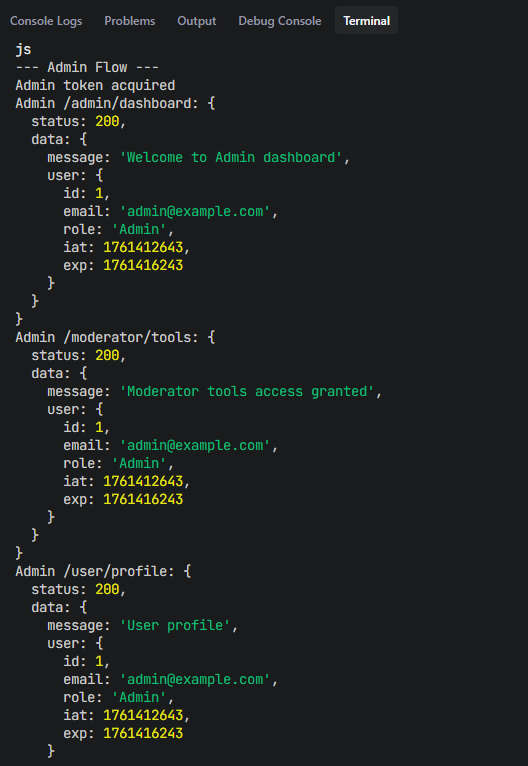 Console Logs Problems Output Debug Console Terminal
js
--- Admin Flow ---
Admin token acquired
Admin /admin/dashboard: {
  status: 200,
  data: {
    message: 'Welcome to Admin dashboard',
    user: {
      id: 1,
      email: 'admin@example.com',
      role: 'Admin',
      iat: 1761412643,
      exp: 1761416243
    }
  }
}
Admin /moderator/tools: {
  status: 200,
  data: {
    message: 'Moderator tools access granted',
    user: {
      id: 1,
      email: 'admin@example.com',
      role: 'Admin',
      iat: 1761412643,
      exp: 1761416243
    }
  }
}
Admin /user/profile: {
  status: 200,
  data: {
    message: 'User profile',
    user: {
      id: 1,
      email: 'admin@example.com',
      role: 'Admin',
      iat: 1761412643,
      exp: 1761416243
    }